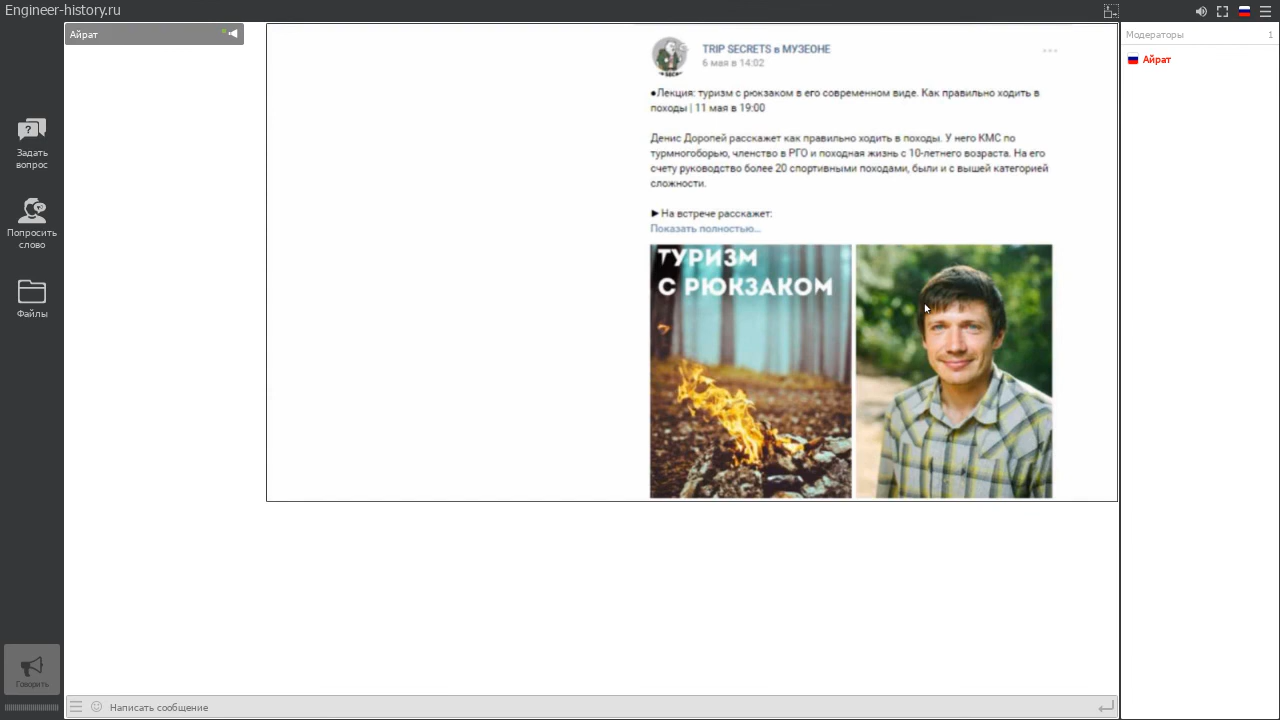 Engineer-history.ru
Айрат
Модераторы
1
Айрат
Задать
вопрос
Попросить
слово
Файлы
Говорить
TRIP SECRETS в МУЗЕОНЕ
6 мая в 14:02
●Лекция: туризм с рюкзаком в его современном виде. Как правильно ходить в
походы | 11 мая в 19:00
Денис Доропей расскажет как правильно ходить в походы. У него КМС по
турмногоборью, членство в РГО и походная жизнь с 10-летнего возраста. На его
счету руководство более 20 спортивными походами, были и с вышей категорией
сложности.
►На встрече расскажет:
Показать полностью...
ТУРИЗМ
С РЮКЗАКОМ
Написать сообщение